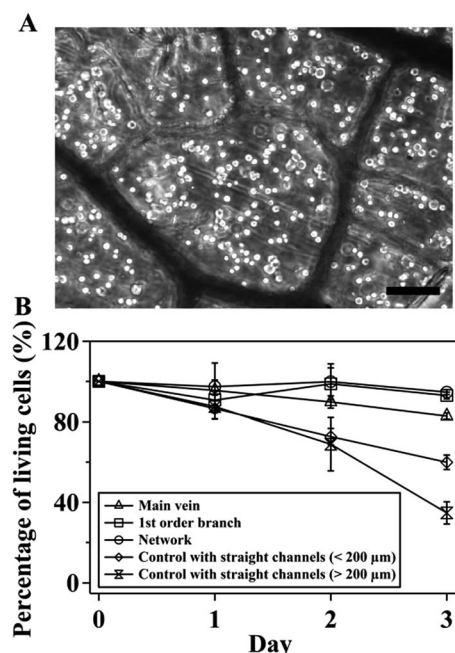 A
B
Percentage of living cells (%)
120
80
40
0
Main vein
1st order branch
Network
Control with straight channels (< 200 µm)
Control with straight channels (> 200 µm)
0 1 2 3
Day